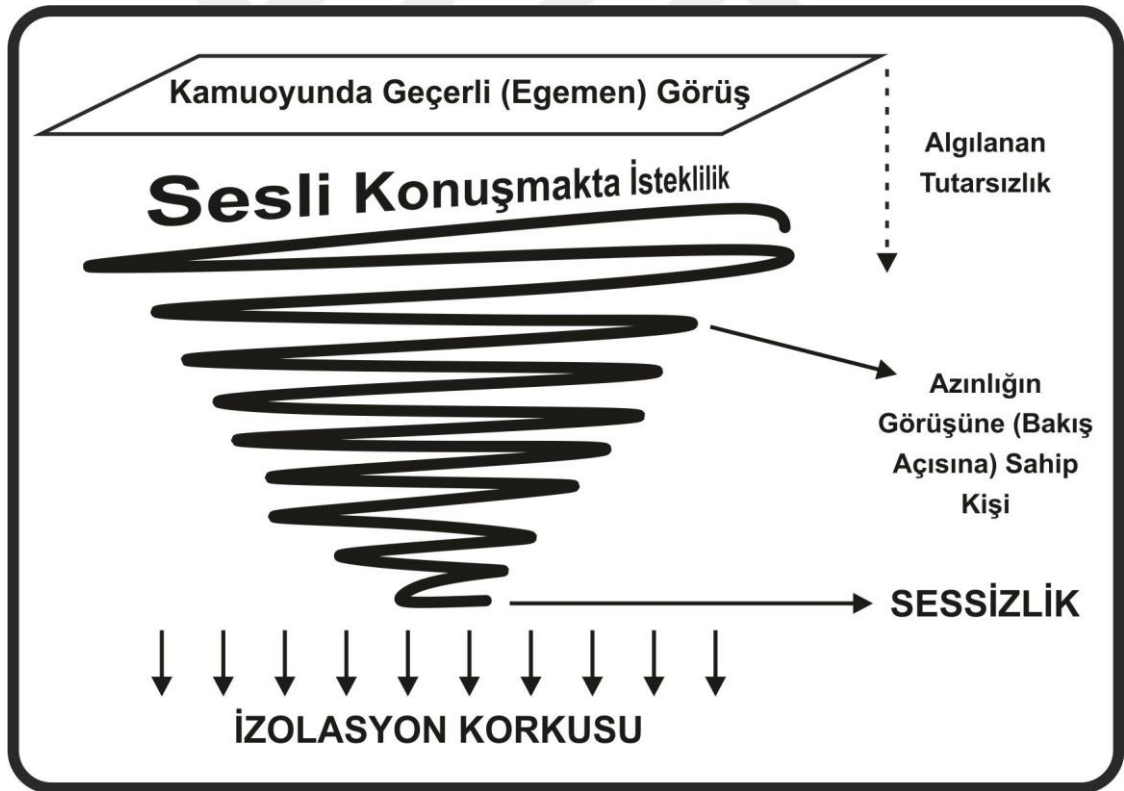 Kamuoyunda Geçerli (Egemen) Görüş
Algılanan
Tutarsızlık
Sesli Konuşmakta İsteklilik
Azınlığın
Görüşüne (Bakış
Açısına) Sahip
Kişi
SESSİZLİK
İZOLASYON KORKUSU